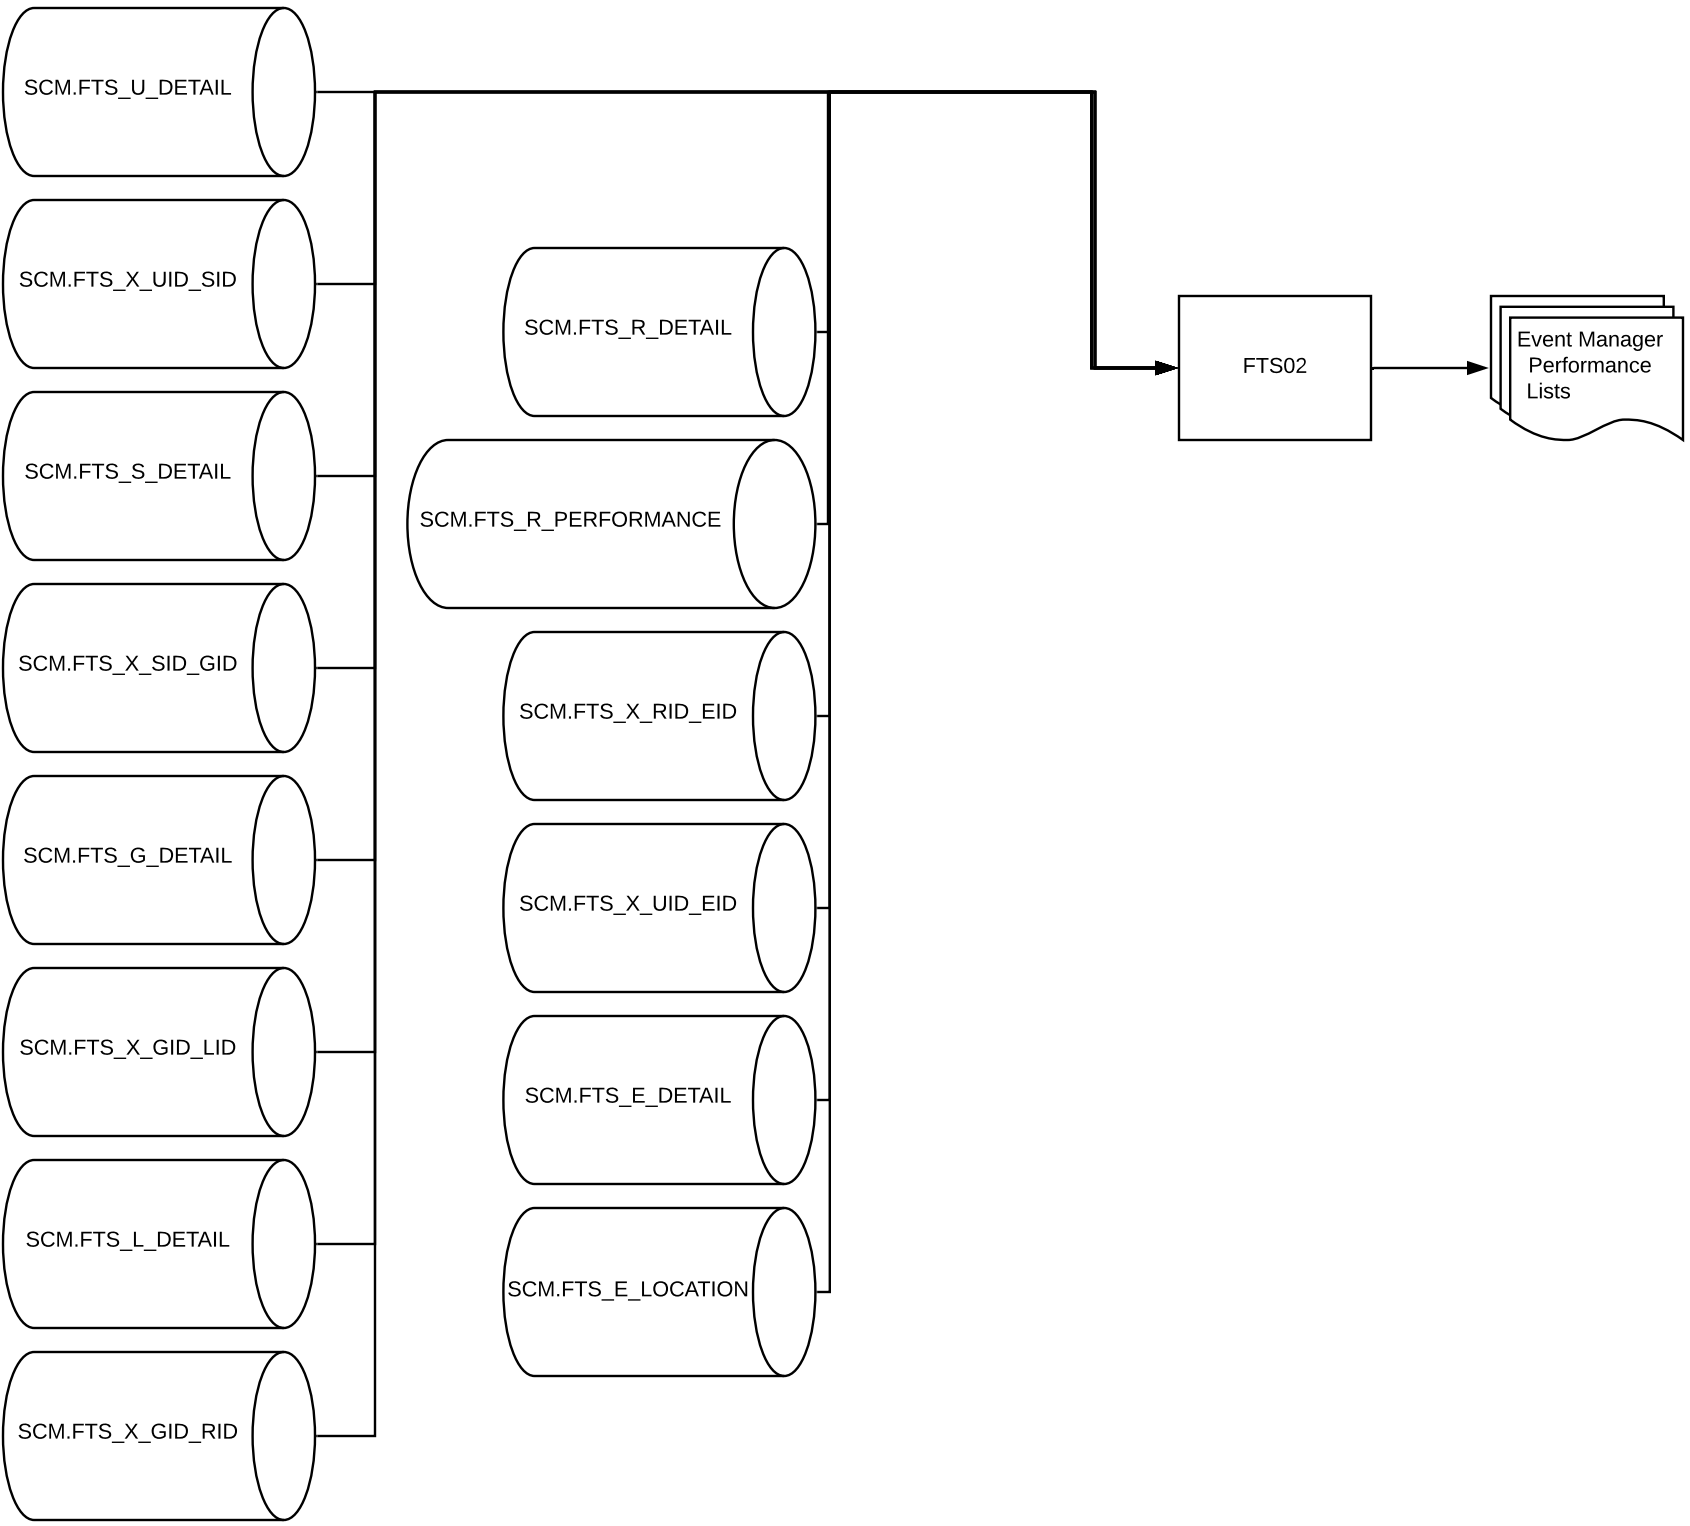 SCM.FTS_U_DETAIL
SCM.FTS_X_UID_SID
SCM.FTS_S_DETAIL
SCM.FTS_X_SID_GID
SCM.FTS_G_DETAIL
SCM.FTS_X_GID_LID
SCM.FTS_L_DETAIL
SCM.FTS_X_GID_RID
SCM.FTS_R_DETAIL
SCM.FTS_R_PERFORMANCE
SCM.FTS_X_RID_EID
SCM.FTS_X_UID_EID
SCM.FTS_E_DETAIL
SCM.FTS_E_LOCATION
FTS02
Event Manager
Performance
Lists